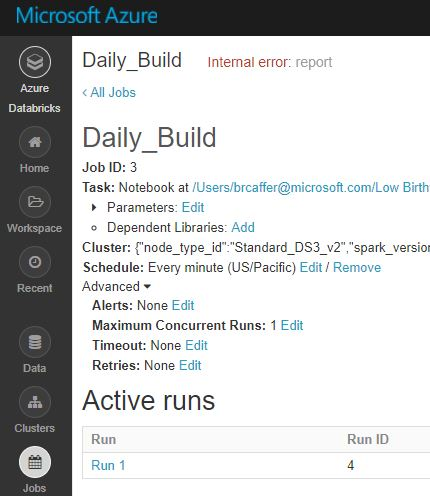 Microsoft Azure
Daily_Build Internal error: report
Azure
Databricks
‹ All Jobs
Home
Workspace
Recent
Data
Clusters
Jobs
Daily_Build
Job ID: 3
Task: Notebook at /Users/brcaffer@microsoft.com/Low Birth
Parameters: Edit
Dependent Libraries: Add
Cluster: {"node_type_id":"Standard_DS3_v2","spark_version
Schedule: Every minute (US/Pacific) Edit / Remove
Advanced
Alerts: None Edit
Maximum Concurrent Runs: 1 Edit
Timeout: None Edit
Retries: None Edit
Active runs
Run Run ID
Run 1 4